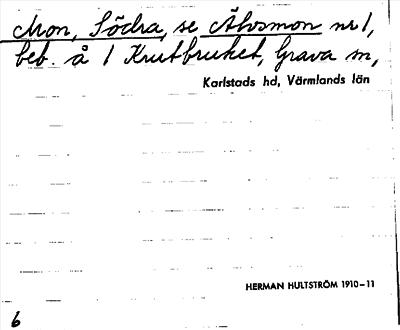 Mon, Södra, se Älvsmon nr 1,
beb. å 1 Krutbruket, Grava sn,
Karlstads hd, Värmlands län
HERMAN HULTSTRÖM 1910-11
6